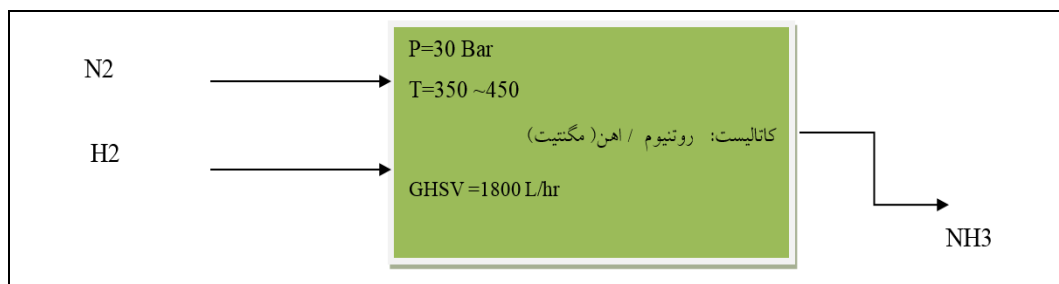 N2
H2
P=30 Bar
T=350 ~450
کاتالیست: روتنیوم / اهن( مگنتیت)
GHSV =1800 L/hr
NH3